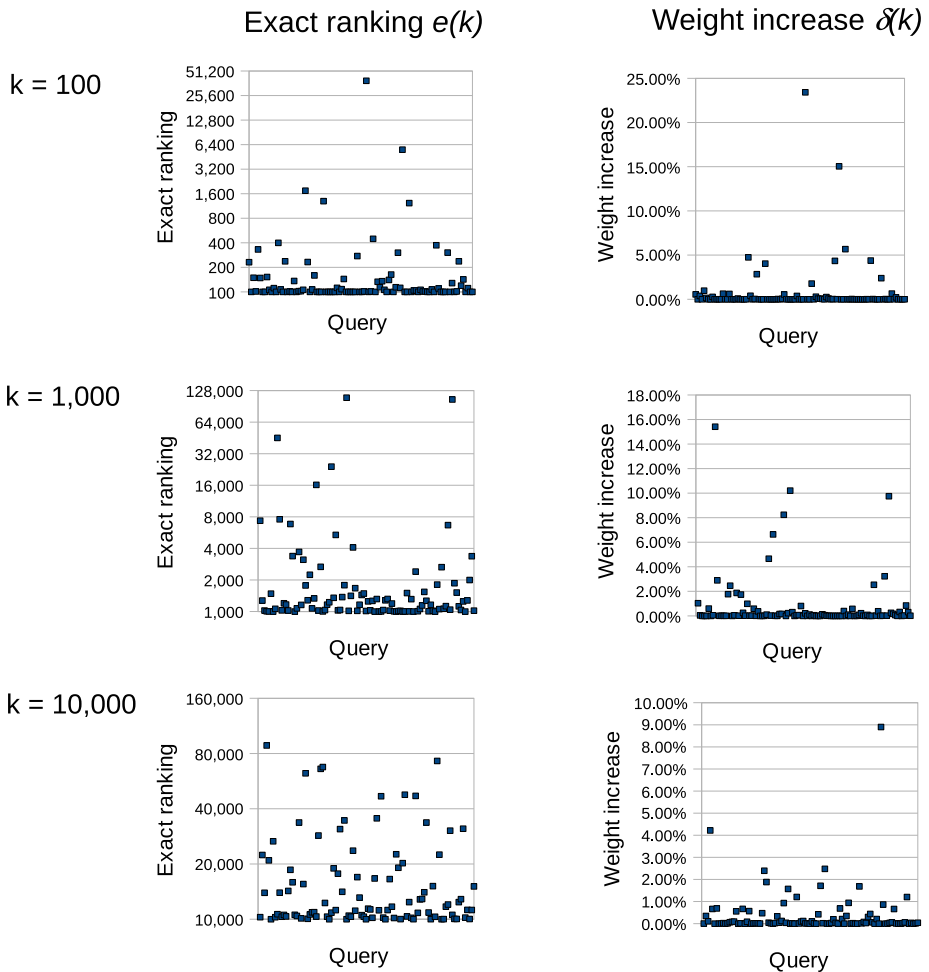 Exact ranking e(k)
Weight increase δ(k)
k = 100
51,200
25,600
12,800
6,400
3,200
1,600
800
400
200
100
Exact ranking
Query
25.00%
20.00%
15.00%
10.00%
5.00%
0.00%
Weight increase
Query
k = 1,000
128,000
64,000
32,000
16,000
8,000
4,000
2,000
1,000
Exact ranking
Query
18.00%
16.00%
14.00%
12.00%
10.00%
8.00%
6.00%
4.00%
2.00%
0.00%
Weight increase
Query
k = 10,000
160,000
80,000
40,000
20,000
10,000
Exact ranking
Query
10.00%
9.00%
8.00%
7.00%
6.00%
5.00%
4.00%
3.00%
2.00%
1.00%
0.00%
Weight increase
Query